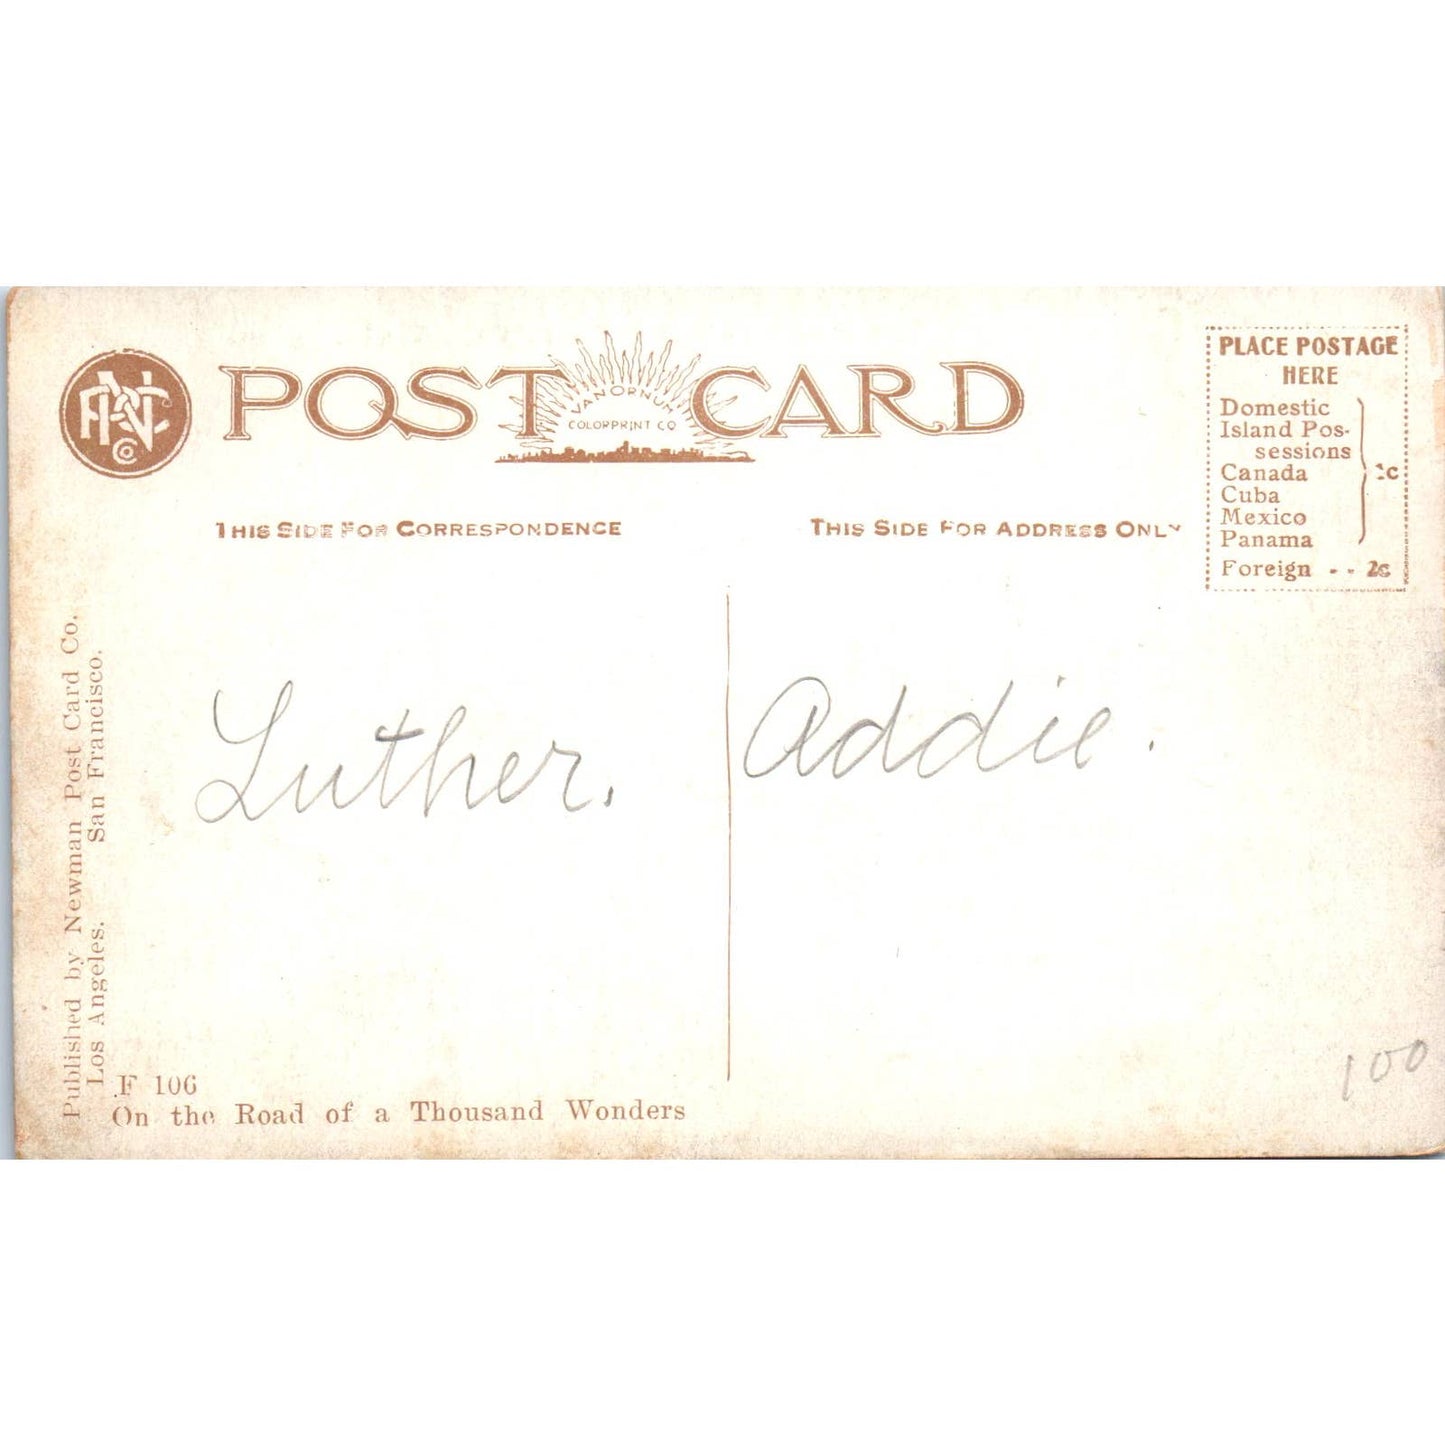 POST CARD
VAN ORNUM
COLORPRINT CO
PLACE POSTAGE
HERE
Domestic
Island Pos-
sessions
Canada
Cuba
Mexico
Panama
1c
Foreign - - 2c
THIS SIDE FOR CORRESPONDENCE
THIS SIDE FOR ADDRESS ONLY
Luther.
Addie.
Published by Newman Post Card Co.
Los Angeles. San Francisco.
F 106
On the Road of a Thousand Wonders
100